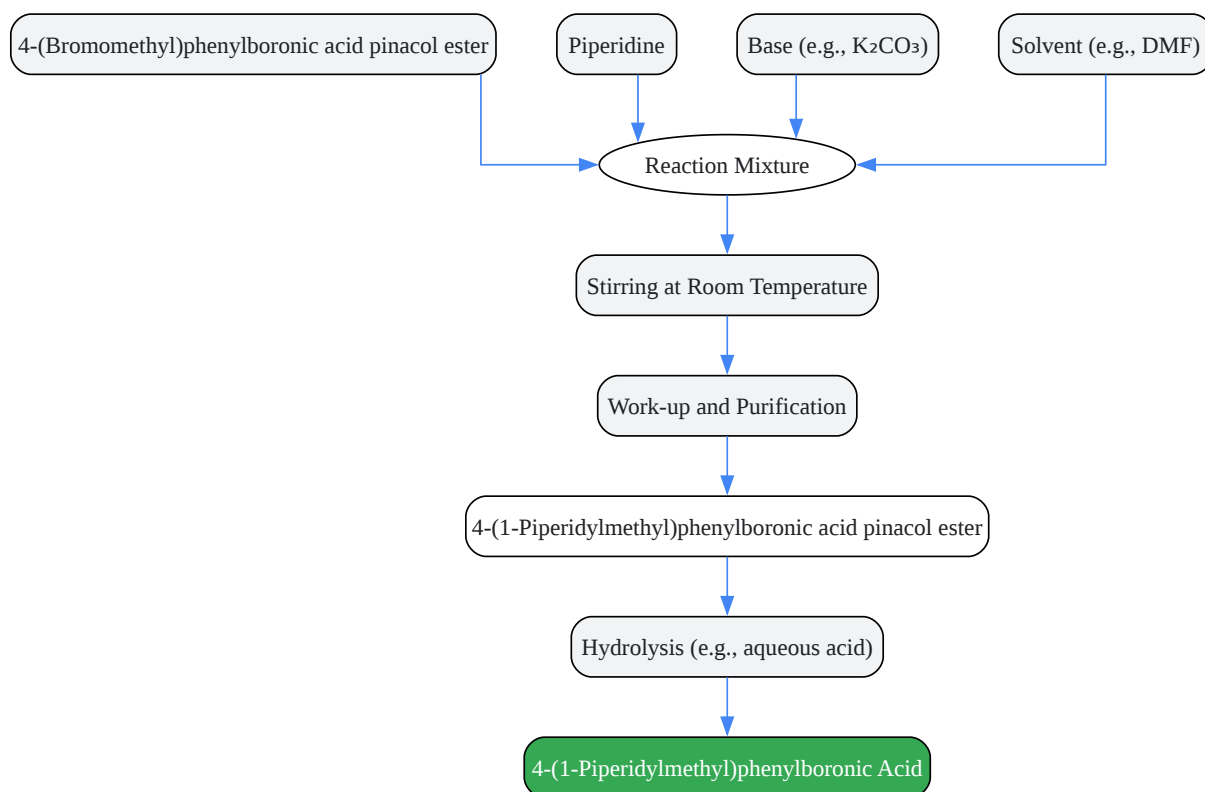 4-(Bromomethyl)phenylboronic acid pinacol ester
Piperidine
Base (e.g., K₂CO₃)
Solvent (e.g., DMF)
Reaction Mixture
Stirring at Room Temperature
Work-up and Purification
4-(1-Piperidylmethyl)phenylboronic acid pinacol ester
Hydrolysis (e.g., aqueous acid)
4-(1-Piperidylmethyl)phenylboronic Acid